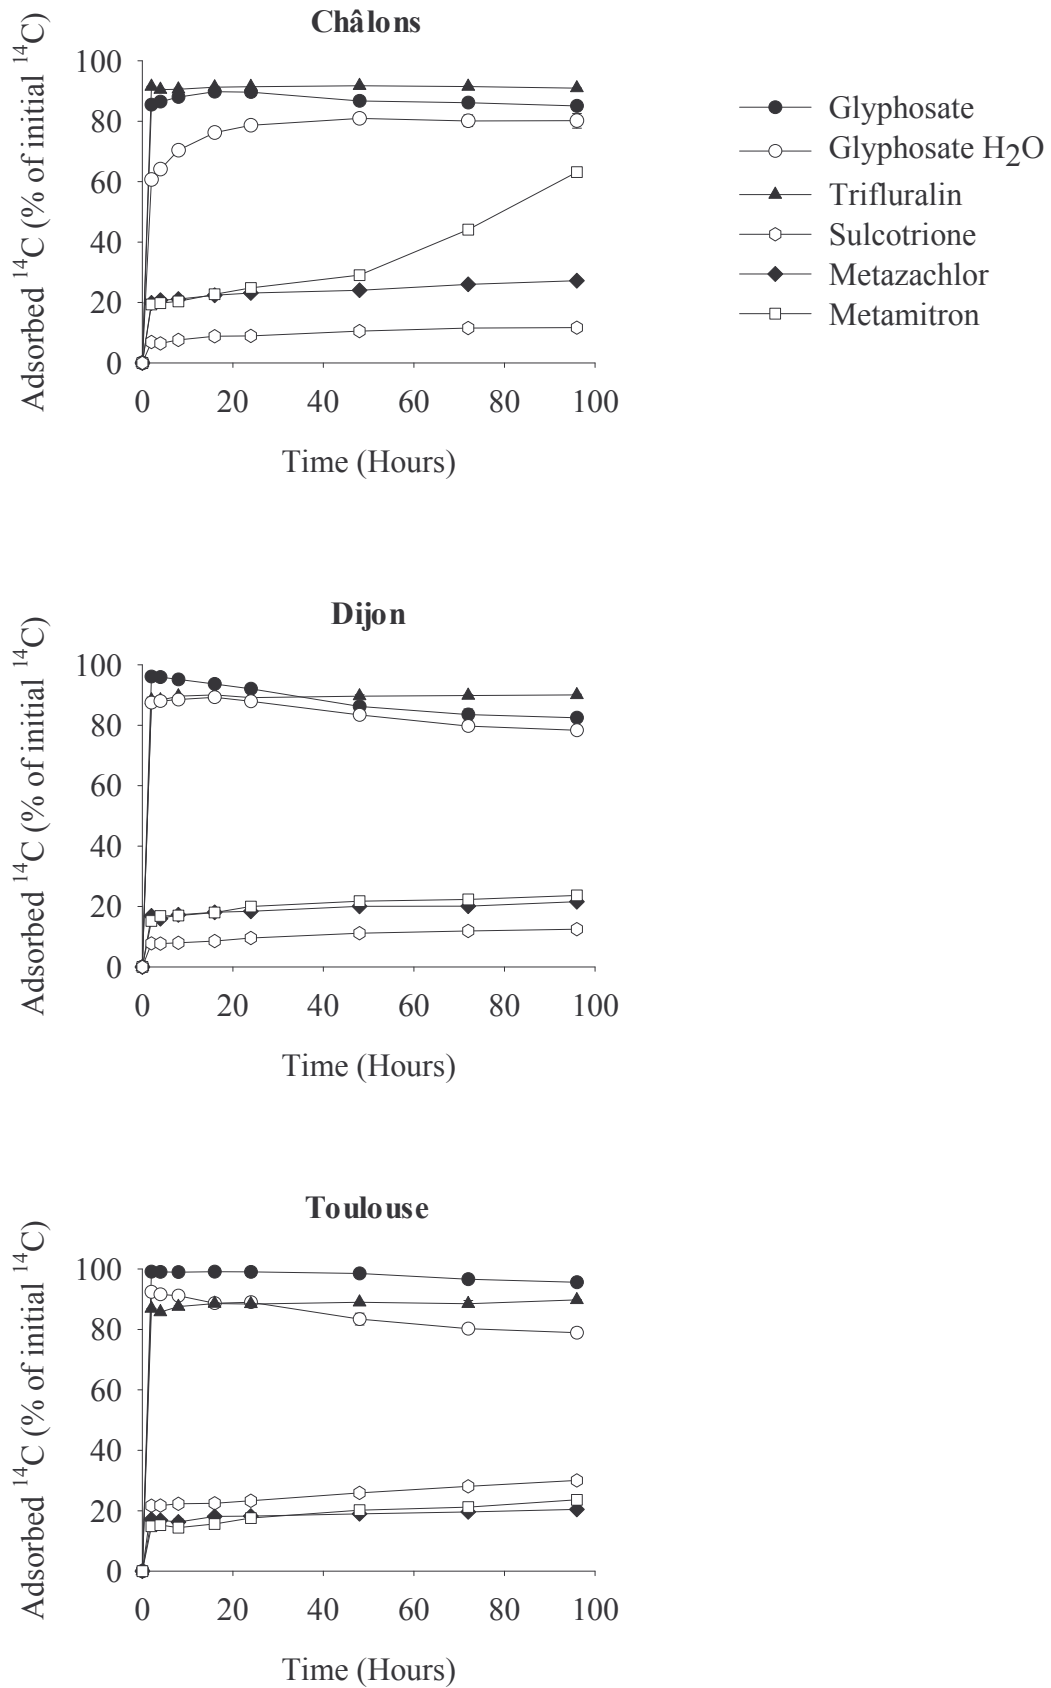 Châlons
Adsorbed ¹⁴C (% of initial ¹⁴C)
100
80
60
40
20
0
0 20 40 60 80 100
Time (Hours)
Glyphosate
Glyphosate H₂O
Trifluralin
Sulcotrione
Metazachlor
Metamitron
Dijon
Adsorbed ¹⁴C (% of initial ¹⁴C)
100
80
60
40
20
0
0 20 40 60 80 100
Time (Hours)
Toulouse
Adsorbed ¹⁴C (% of initial ¹⁴C)
100
80
60
40
20
0
0 20 40 60 80 100
Time (Hours)